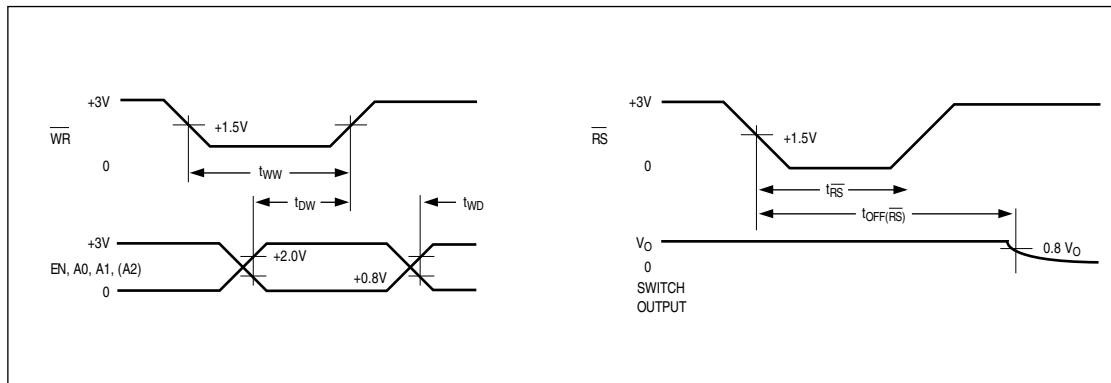 +3V
+1.5V
WR
0
tWW
tDW
tWD
+3V
+2.0V
EN, A0, A1, (A2)
+0.8V
0
+3V
+1.5V
RS
0
tRS
tOFF(RS)
VO
0.8 VO
0
SWITCH
OUTPUT